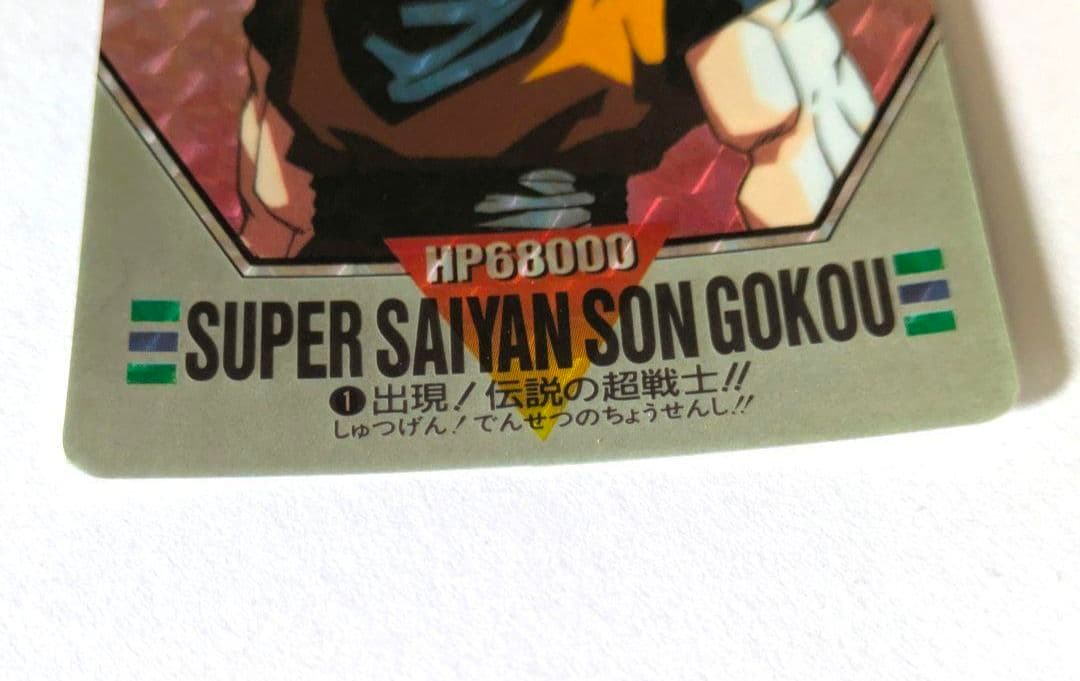 HP68000
SUPER SAIYAN SON GOKOU
❶出現!伝説の超戦士!!
しゅつげん!でんせつのちょうせんし!!